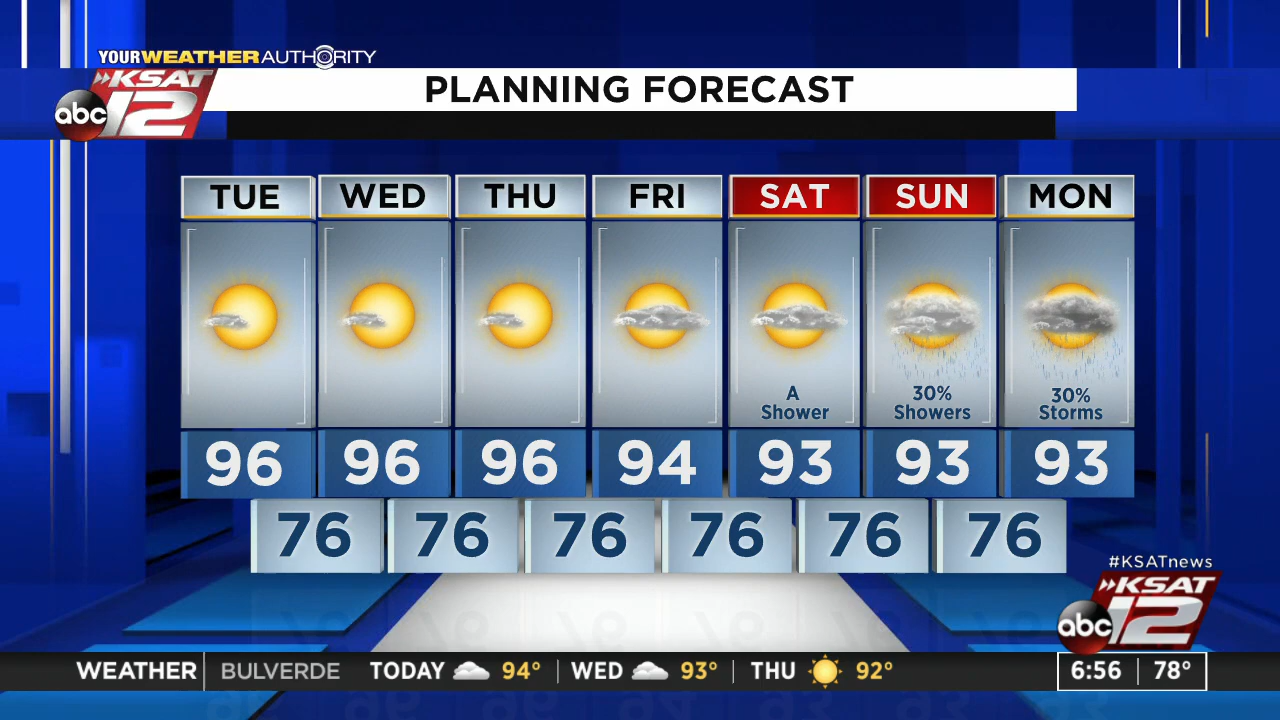 YOURWEATHERAUTHORITY
KSAT
abc 12
PLANNING FORECAST
TUE WED THU FRI SAT SUN MON
A Shower
30% Showers
30% Storms
96 96 96 94 93 93 93
76 76 76 76 76 76
#KSATnews
KSAT
abc 12
WEATHER BULVERDE TODAY 94° WED 93° THU 92° 6:56 78°